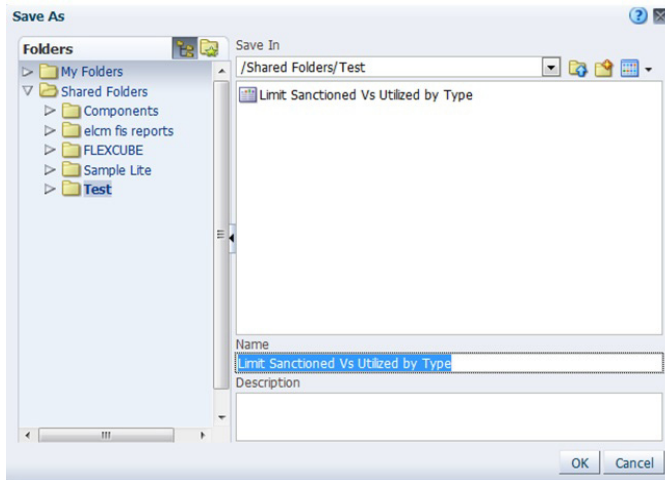 Save As
Folders
My Folders
Shared Folders
Components
elcm fis reports
FLEXCUBE
Sample Lite
Test
Save In
/Shared Folders/Test
Limit Sanctioned Vs Utilized by Type
Name
Limit Sanctioned Vs Utilized by Type
Description
OK
Cancel